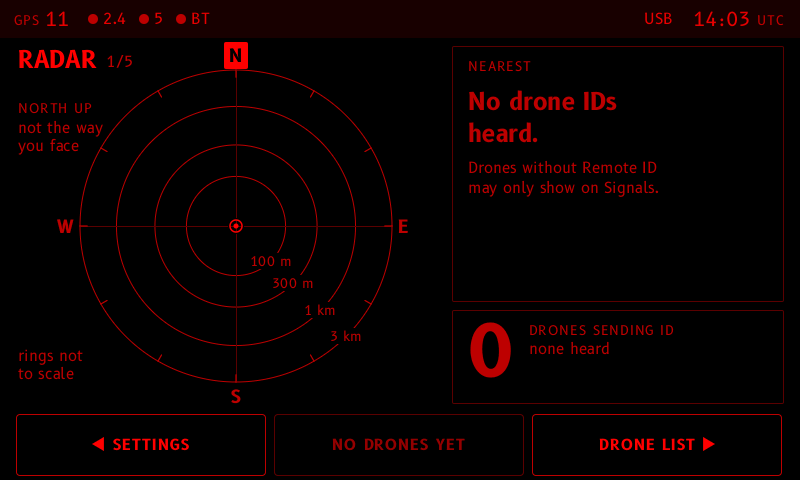 GPS 11 2.4 5 BT USB 14:03 UTC
RADAR 1/5
N
NORTH UP
not the way
you face
W
E
100 m
300 m
1 km
3 km
rings not
to scale
S
NEAREST
No drone IDs
heard.
Drones without Remote ID
may only show on Signals.
0
DRONES SENDING ID
none heard
◀ SETTINGS
NO DRONES YET
DRONE LIST ▶